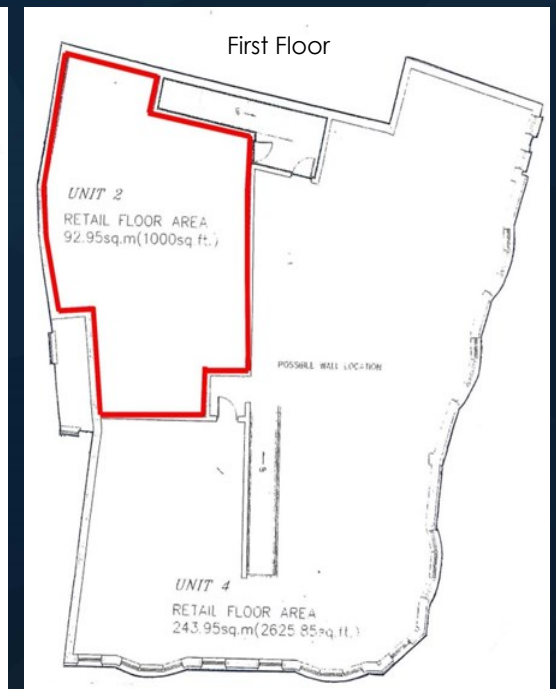 First Floor
UNIT 2
RETAIL FLOOR AREA
92.95sq.m(1000sq.ft.)
POSSIBLE WALL LOCATION
UNIT 4
RETAIL FLOOR AREA
243.95sq.m(2625.85sq.ft.)